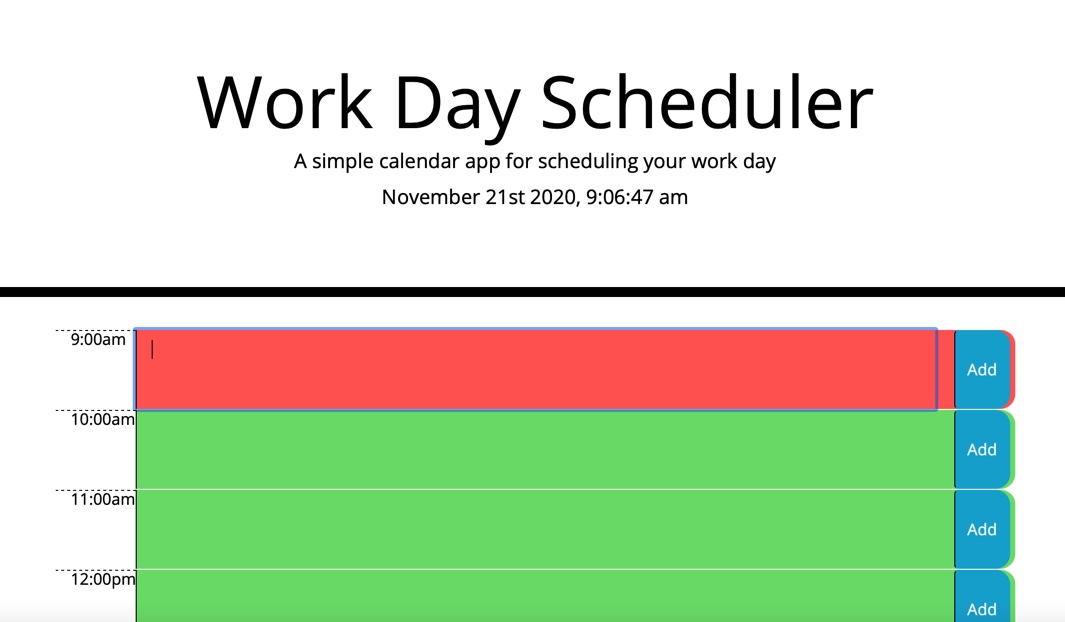 Work Day Scheduler
A simple calendar app for scheduling your work day
November 21st 2020, 9:06:47 am
9:00am
Add
10:00am
Add
11:00am
Add
12:00pm
Add